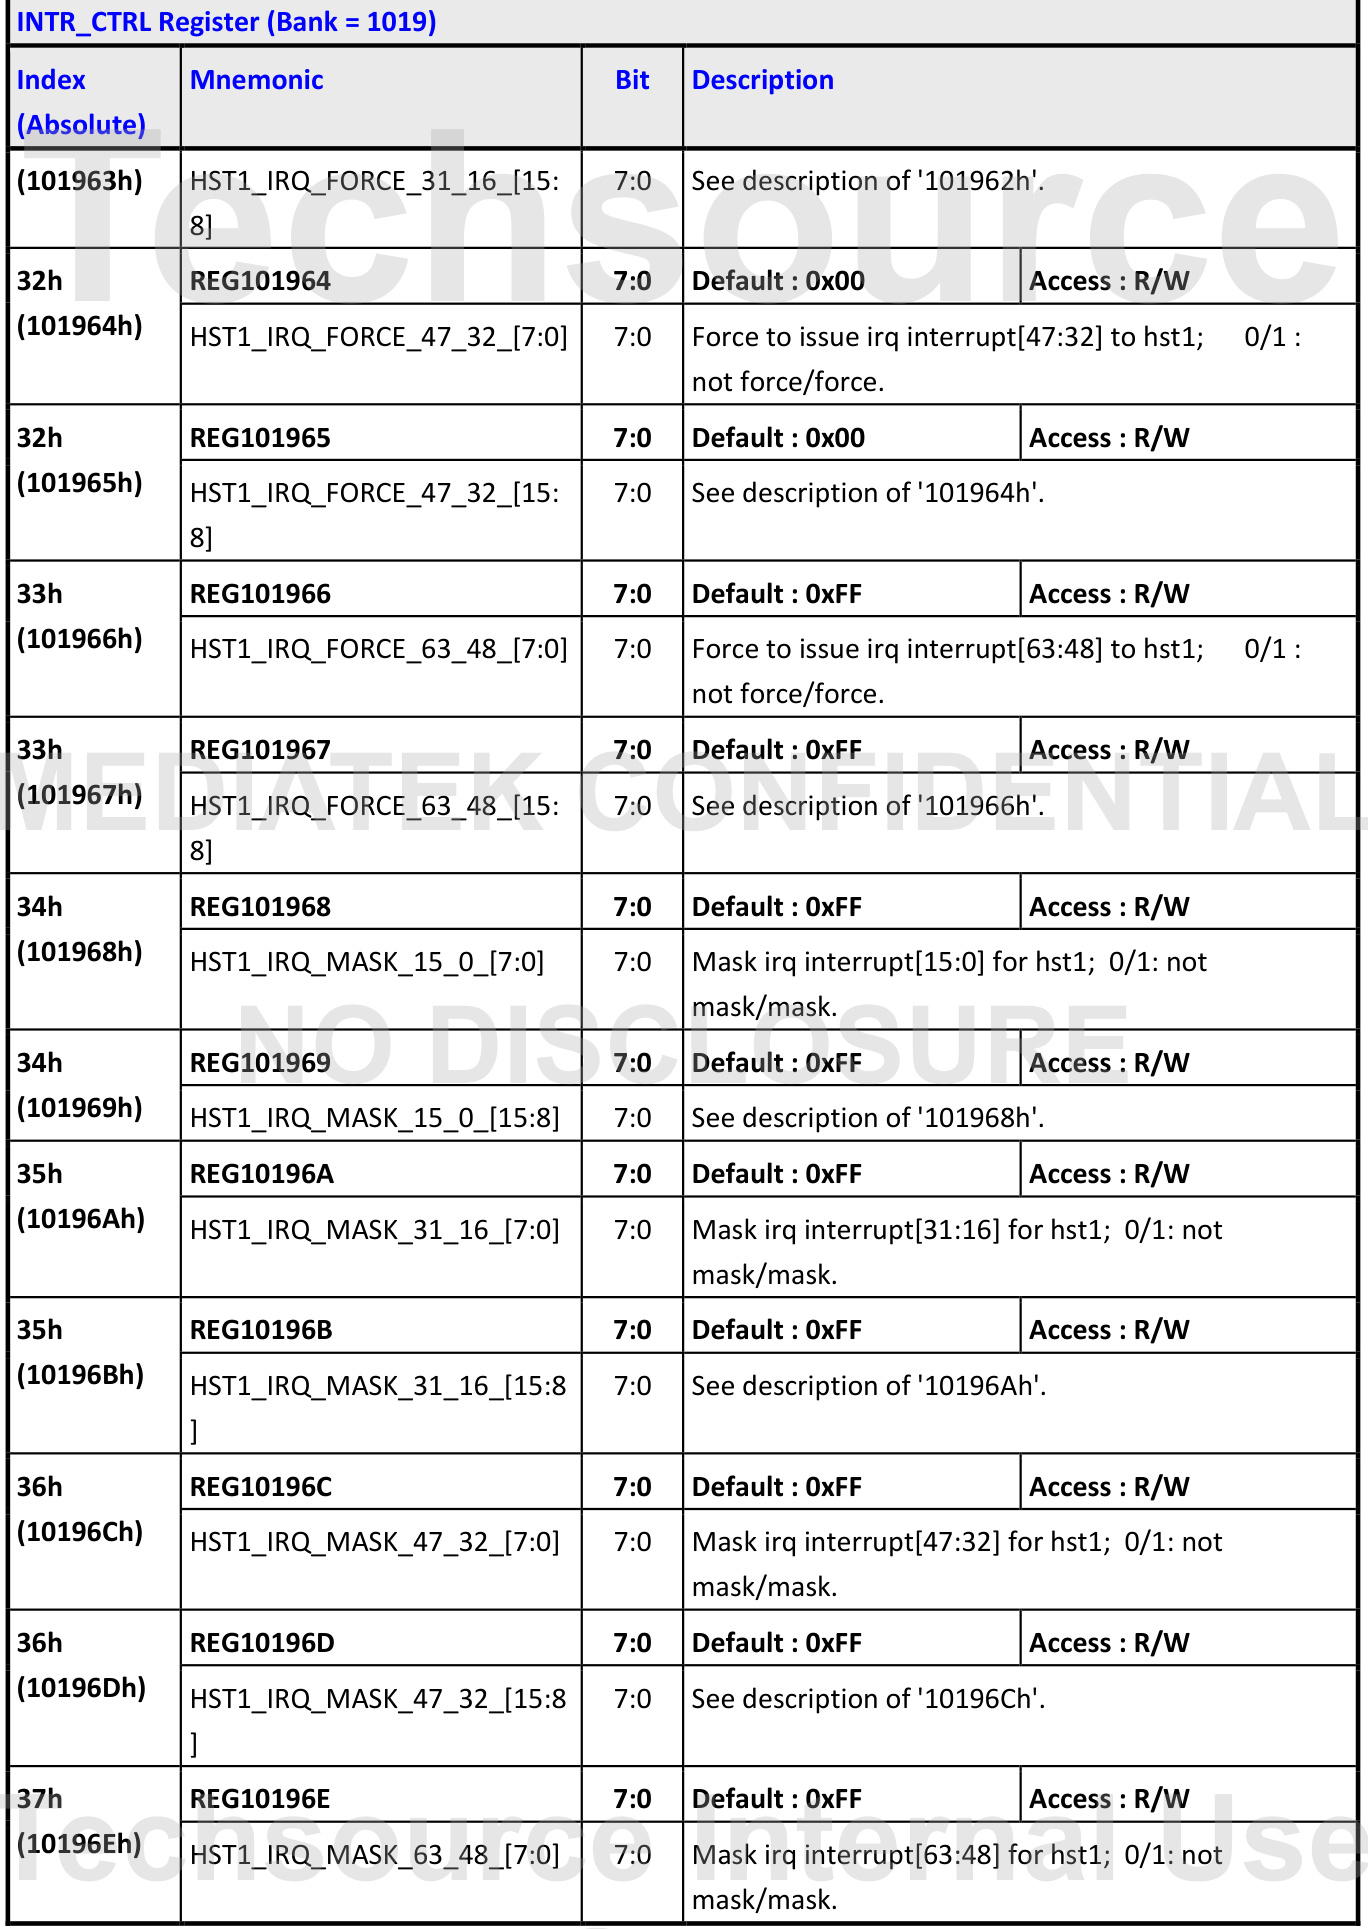 INTR_CTRL Register (Bank = 1019)
Index (Absolute) Mnemonic Bit Description
(101963h) HST1_IRQ_FORCE_31_16_[15: 7:0 See description of '101962h'.
8]
32h REG101964 7:0 Default : 0x00 Access : R/W
(101964h) HST1_IRQ_FORCE_47_32_[7:0] 7:0 Force to issue irq interrupt[47:32] to hst1; 0/1 :
not force/force.
32h REG101965 7:0 Default : 0x00 Access : R/W
(101965h) HST1_IRQ_FORCE_47_32_[15: 7:0 See description of '101964h'.
8]
33h REG101966 7:0 Default : 0xFF Access : R/W
(101966h) HST1_IRQ_FORCE_63_48_[7:0] 7:0 Force to issue irq interrupt[63:48] to hst1; 0/1 :
not force/force.
33h REG101967 7:0 Default : 0xFF Access : R/W
(101967h) HST1_IRQ_FORCE_63_48_[15: 7:0 See description of '101966h'.
8]
34h REG101968 7:0 Default : 0xFF Access : R/W
(101968h) HST1_IRQ_MASK_15_0_[7:0] 7:0 Mask irq interrupt[15:0] for hst1; 0/1: not
mask/mask.
34h REG101969 7:0 Default : 0xFF Access : R/W
(101969h) HST1_IRQ_MASK_15_0_[15:8] 7:0 See description of '101968h'.
35h REG10196A 7:0 Default : 0xFF Access : R/W
(10196Ah) HST1_IRQ_MASK_31_16_[7:0] 7:0 Mask irq interrupt[31:16] for hst1; 0/1: not
mask/mask.
35h REG10196B 7:0 Default : 0xFF Access : R/W
(10196Bh) HST1_IRQ_MASK_31_16_[15:8 7:0 See description of '10196Ah'.
]
36h REG10196C 7:0 Default : 0xFF Access : R/W
(10196Ch) HST1_IRQ_MASK_47_32_[7:0] 7:0 Mask irq interrupt[47:32] for hst1; 0/1: not
mask/mask.
36h REG10196D 7:0 Default : 0xFF Access : R/W
(10196Dh) HST1_IRQ_MASK_47_32_[15:8 7:0 See description of '10196Ch'.
]
37h REG10196E 7:0 Default : 0xFF Access : R/W
(10196Eh) HST1_IRQ_MASK_63_48_[7:0] 7:0 Mask irq interrupt[63:48] for hst1; 0/1: not
mask/mask.
Techsource
MEDIATEK CONFIDENTIAL
NO DISCLOSURE
Techsource Internal Use